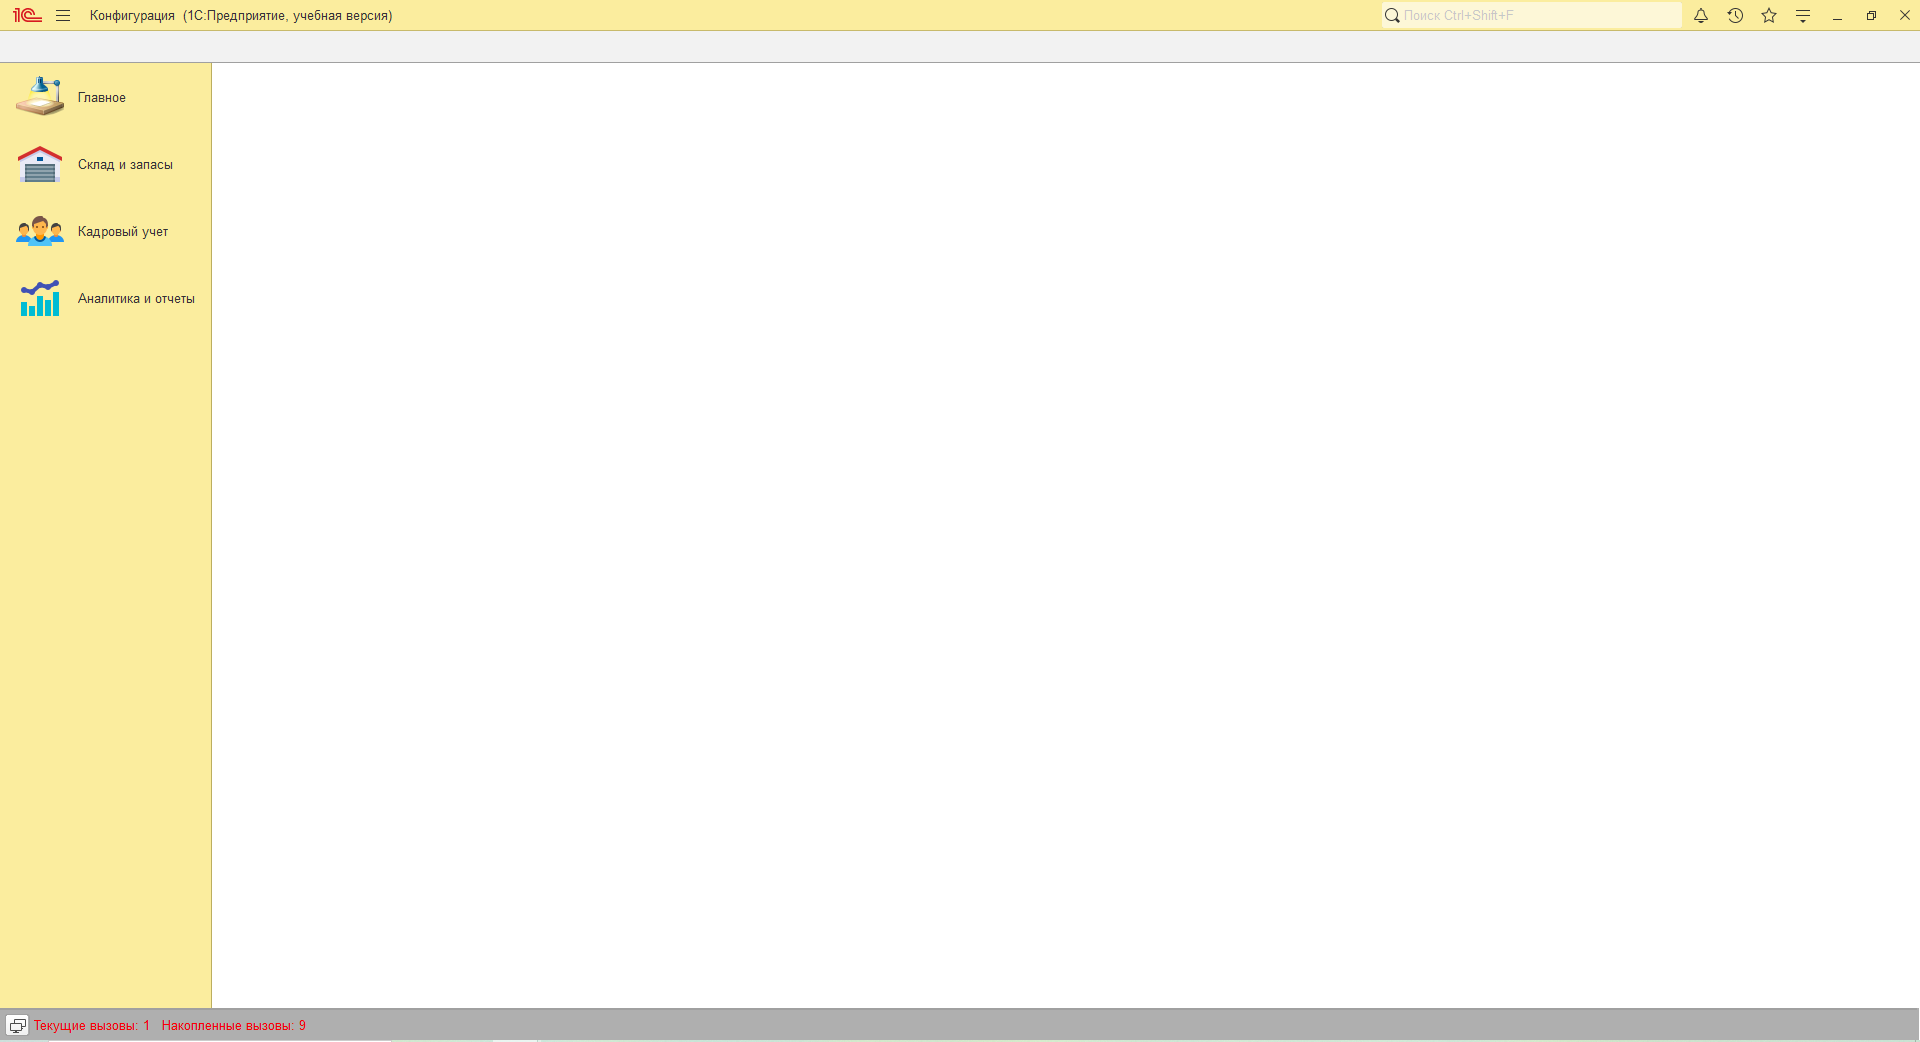 1С Конфигурация (1С:Предприятие, учебная версия) Поиск Ctrl+Shift+F
Главное
Склад и запасы
Кадровый учет
Аналитика и отчеты
Текущие вызовы: 1 Накопленные вызовы: 9